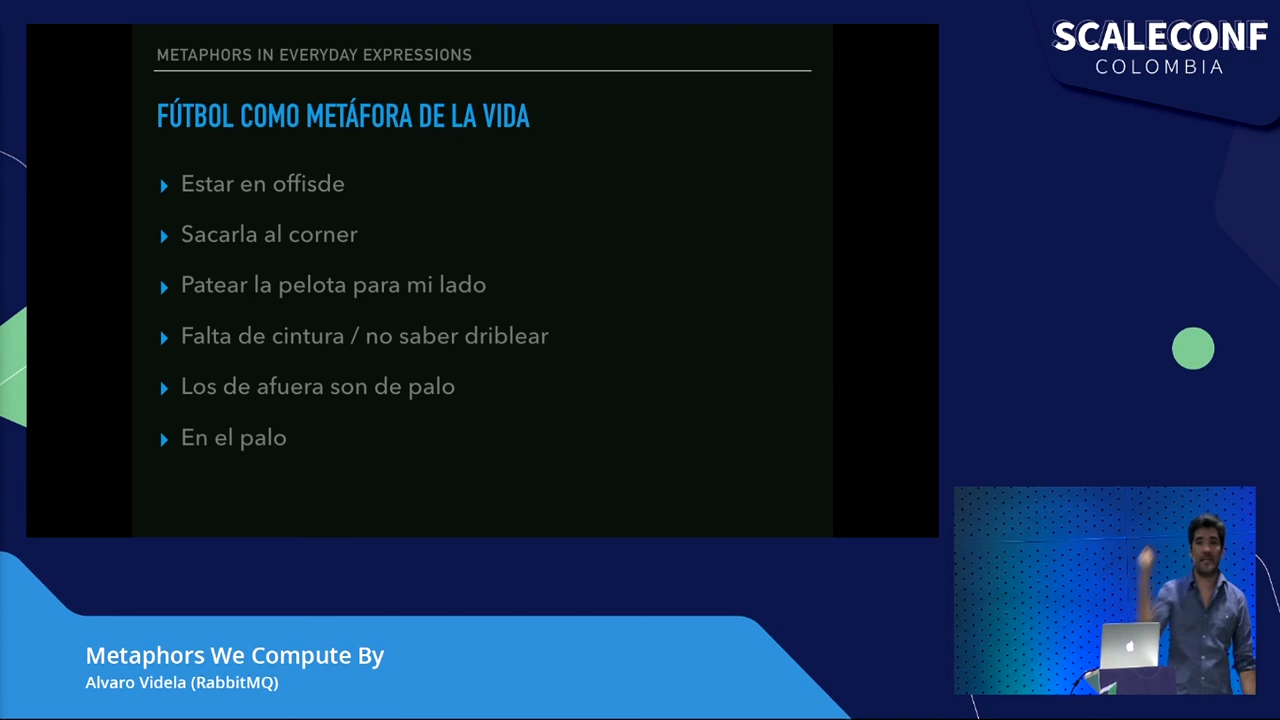 SCALECONF
COLOMBIA
METAPHORS IN EVERYDAY EXPRESSIONS
FÚTBOL COMO METÁFORA DE LA VIDA
Estar en offisde
Sacarla al corner
Patear la pelota para mi lado
Falta de cintura / no saber driblear
Los de afuera son de palo
En el palo
Metaphors We Compute By
Alvaro Videla (RabbitMQ)